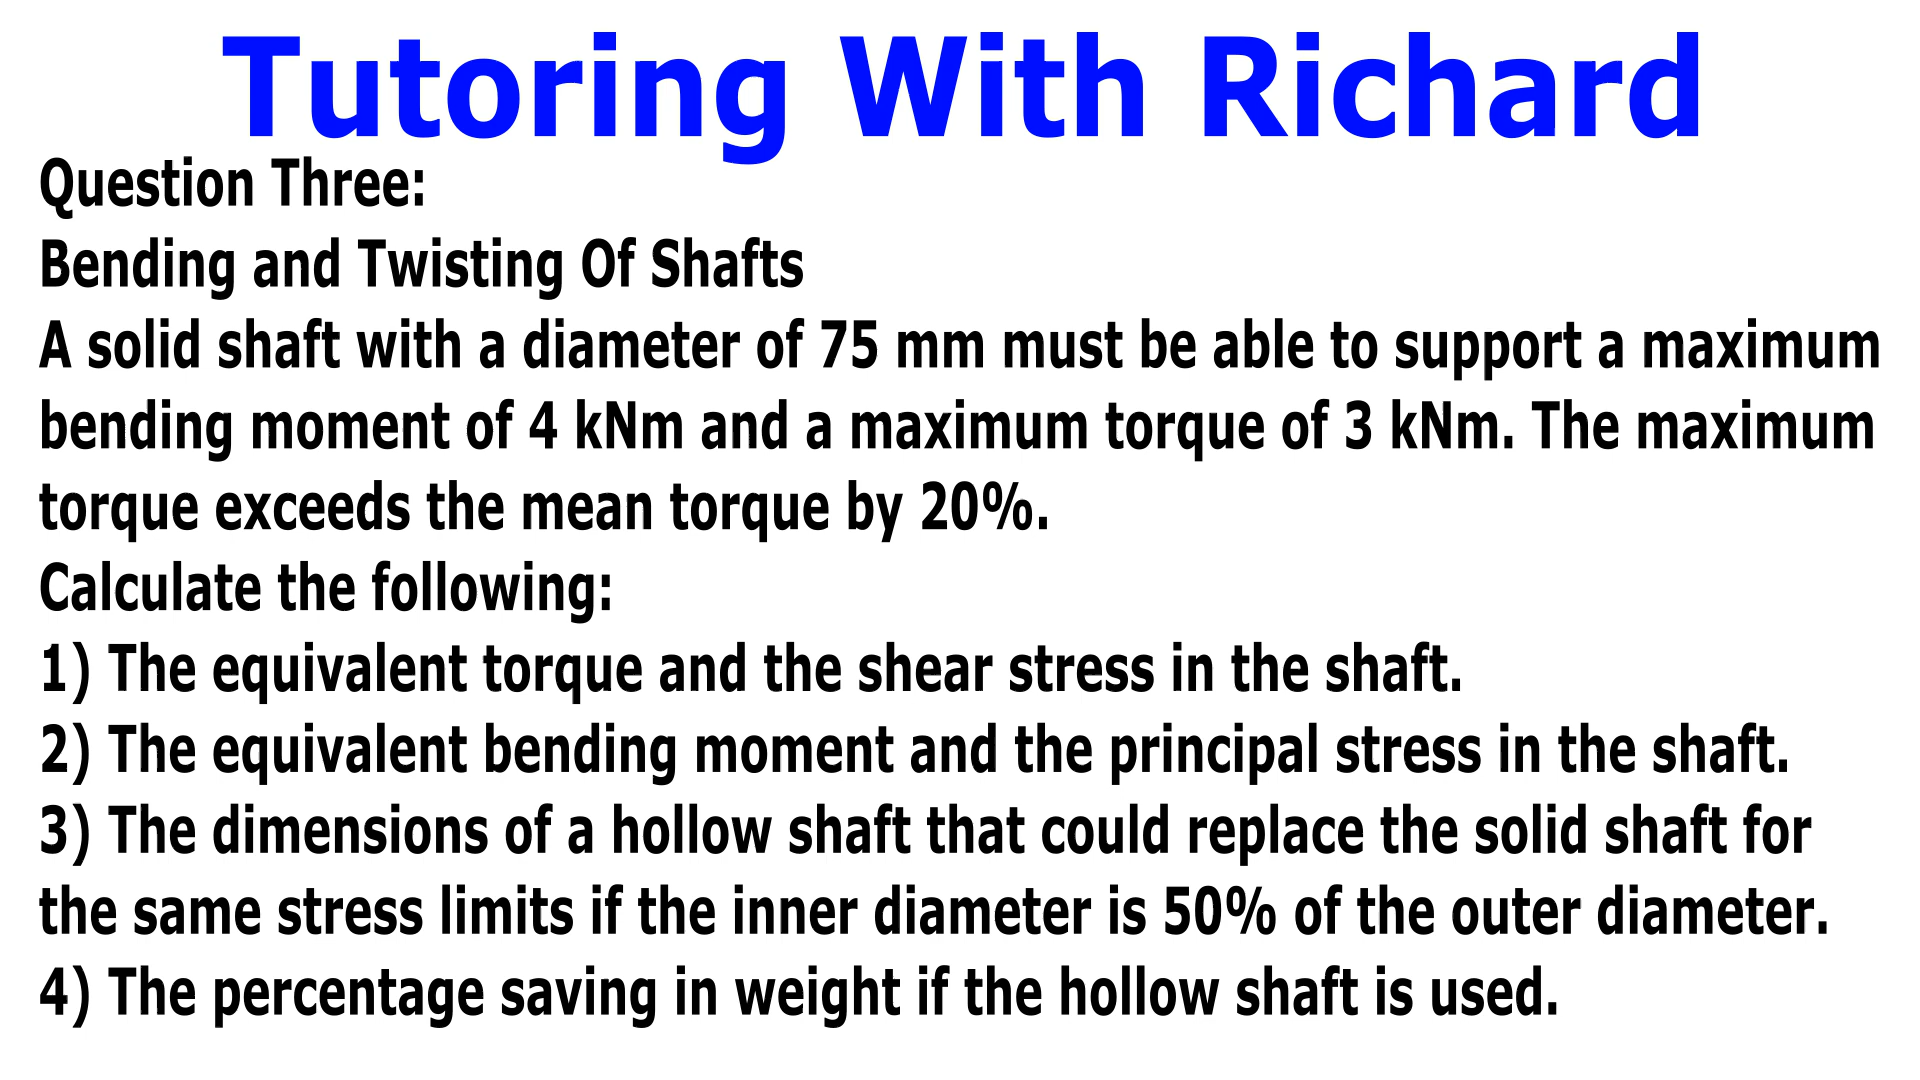 Tutoring With Richard
Question Three:
Bending and Twisting Of Shafts
A solid shaft with a diameter of 75 mm must be able to support a maximum
bending moment of 4 kNm and a maximum torque of 3 kNm. The maximum
torque exceeds the mean torque by 20%.
Calculate the following:
1) The equivalent torque and the shear stress in the shaft.
2) The equivalent bending moment and the principal stress in the shaft.
3) The dimensions of a hollow shaft that could replace the solid shaft for
the same stress limits if the inner diameter is 50% of the outer diameter.
4) The percentage saving in weight if the hollow shaft is used.